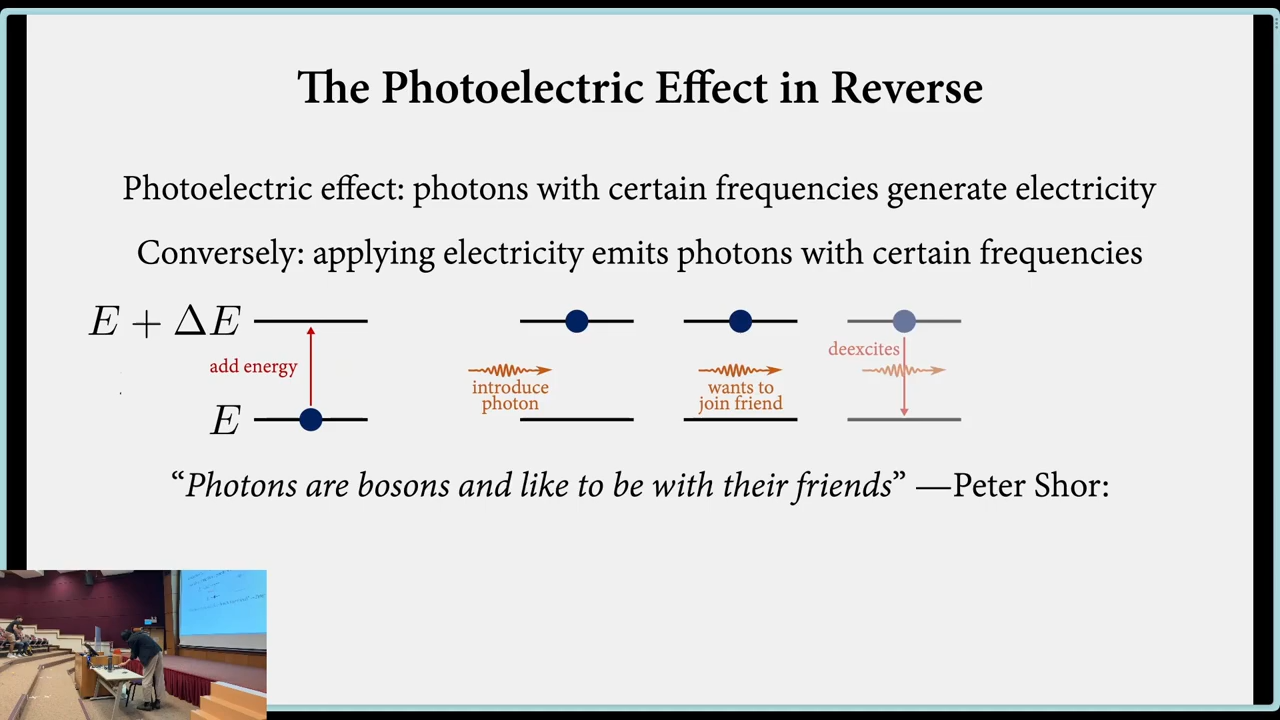 The Photoelectric Effect in Reverse
Photoelectric effect: photons with certain frequencies generate electricity
Conversely: applying electricity emits photons with certain frequencies
E + ΔE
add energy
E
introduce
photon
wants to
join friend
deexcites
“Photons are bosons and like to be with their friends” —Peter Shor: